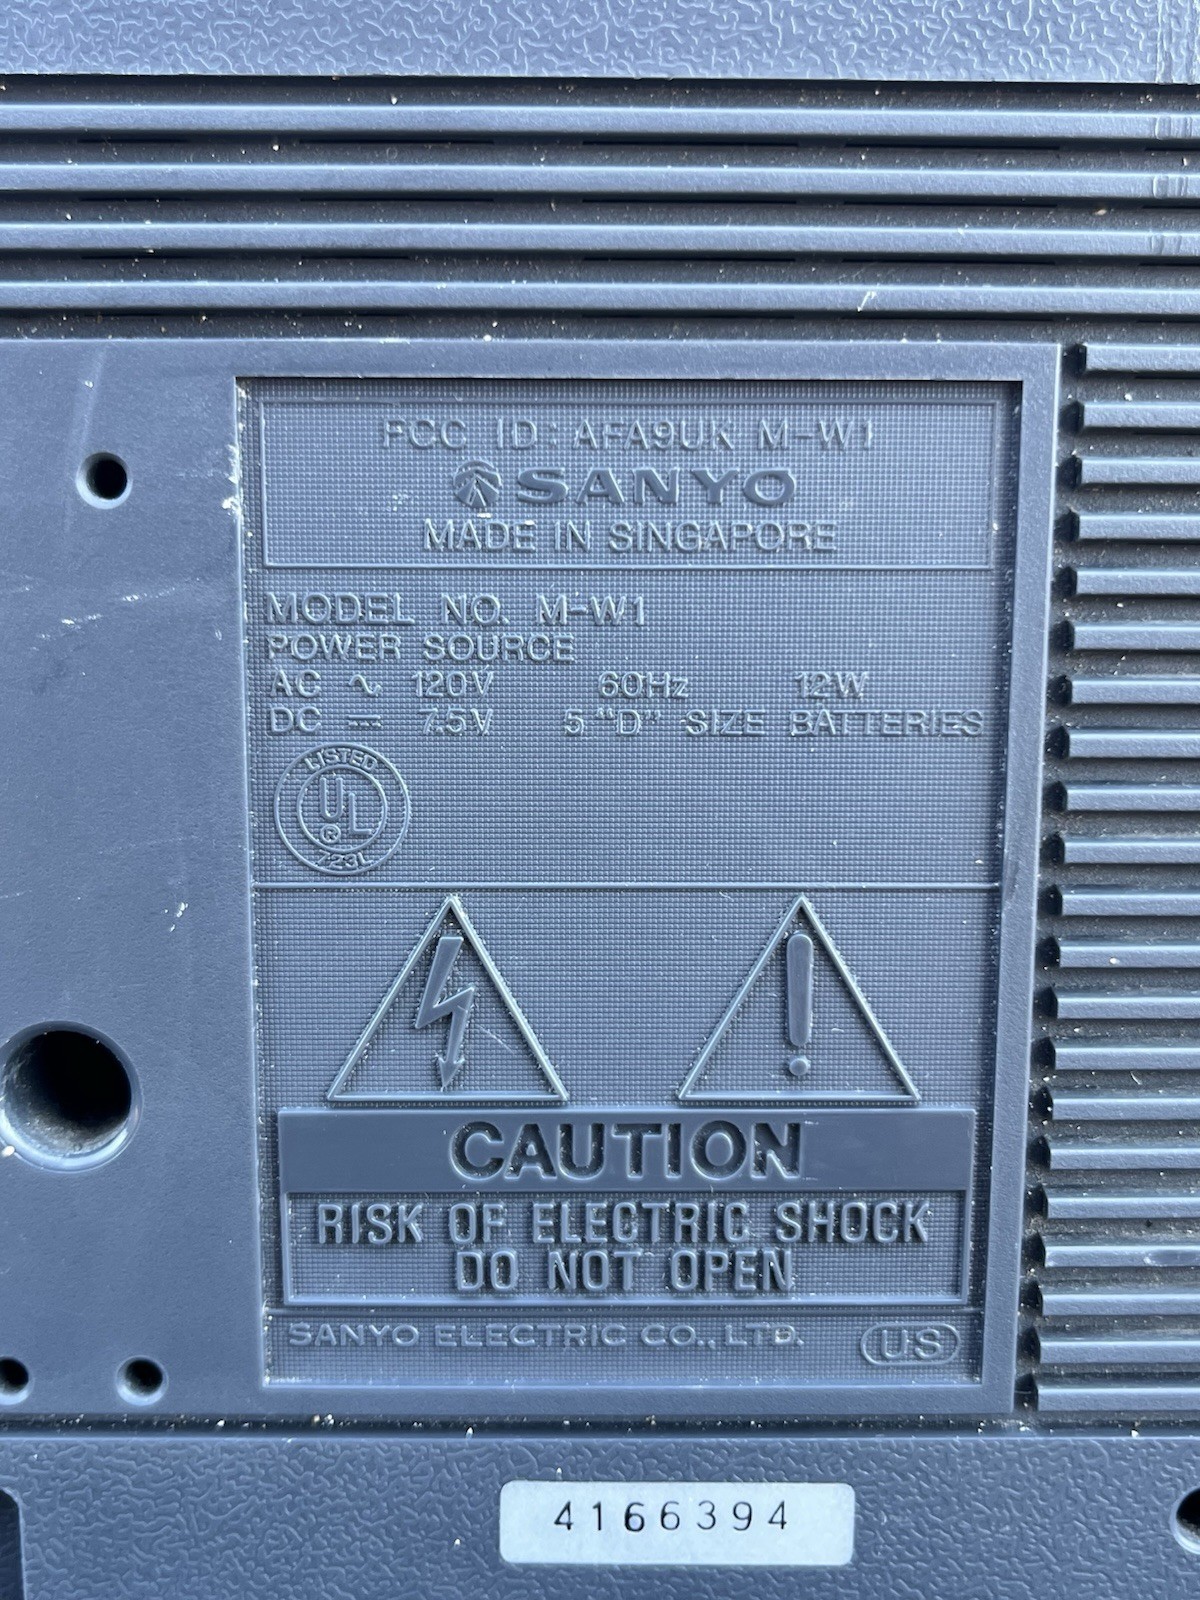 FCC ID: AFA9UK M-W1
SANYO
MADE IN SINGAPORE
MODEL NO. M-W1
POWER SOURCE
AC ∿ 120V 60Hz 12W
DC ⎓ 7.5V 5 "D" SIZE BATTERIES
LISTED
UL
®
723L
CAUTION
RISK OF ELECTRIC SHOCK
DO NOT OPEN
SANYO ELECTRIC CO., LTD. US
4166394